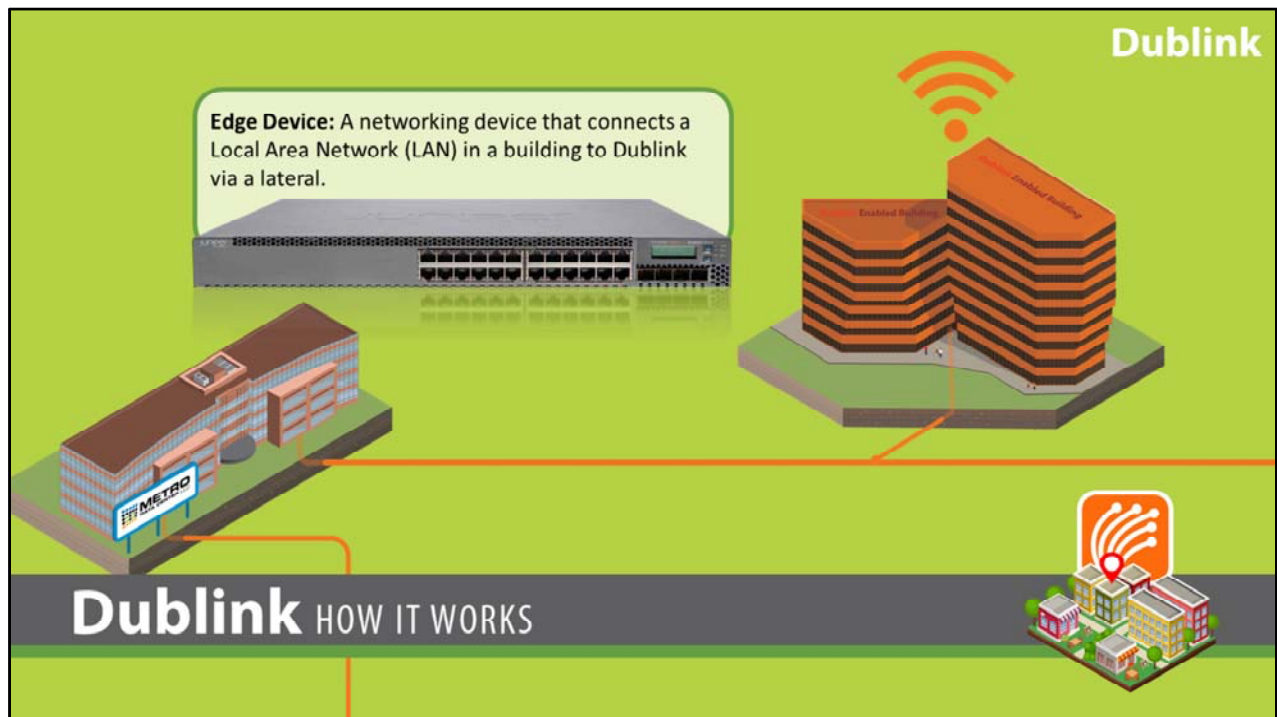 Dublink
Edge Device: A networking device that connects a
Local Area Network (LAN) in a building to Dublink
via a lateral.
Enabled Building
Enabled Building
METRO
Dublink HOW IT WORKS